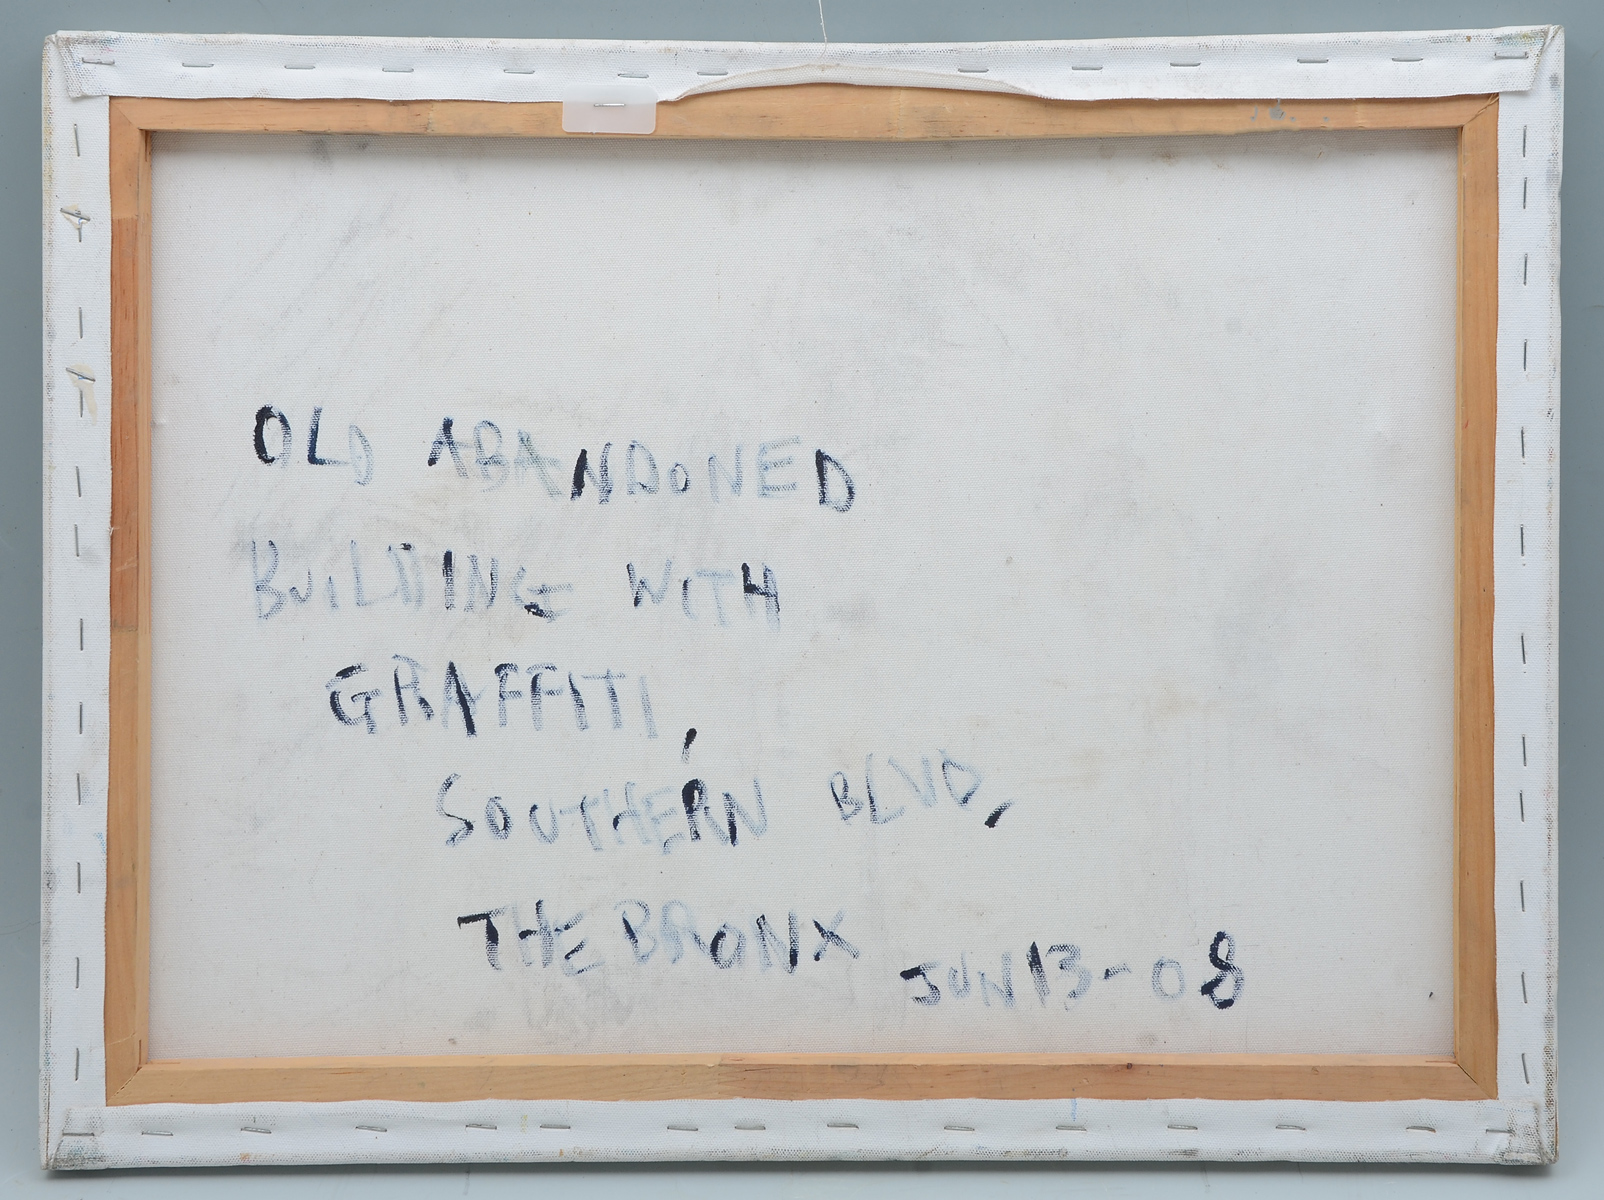 OLD ABANDONED
BUILDING WITH
GRAFFITI,
SOUTHERN BLVD,
THE BRONX JUN 13-08